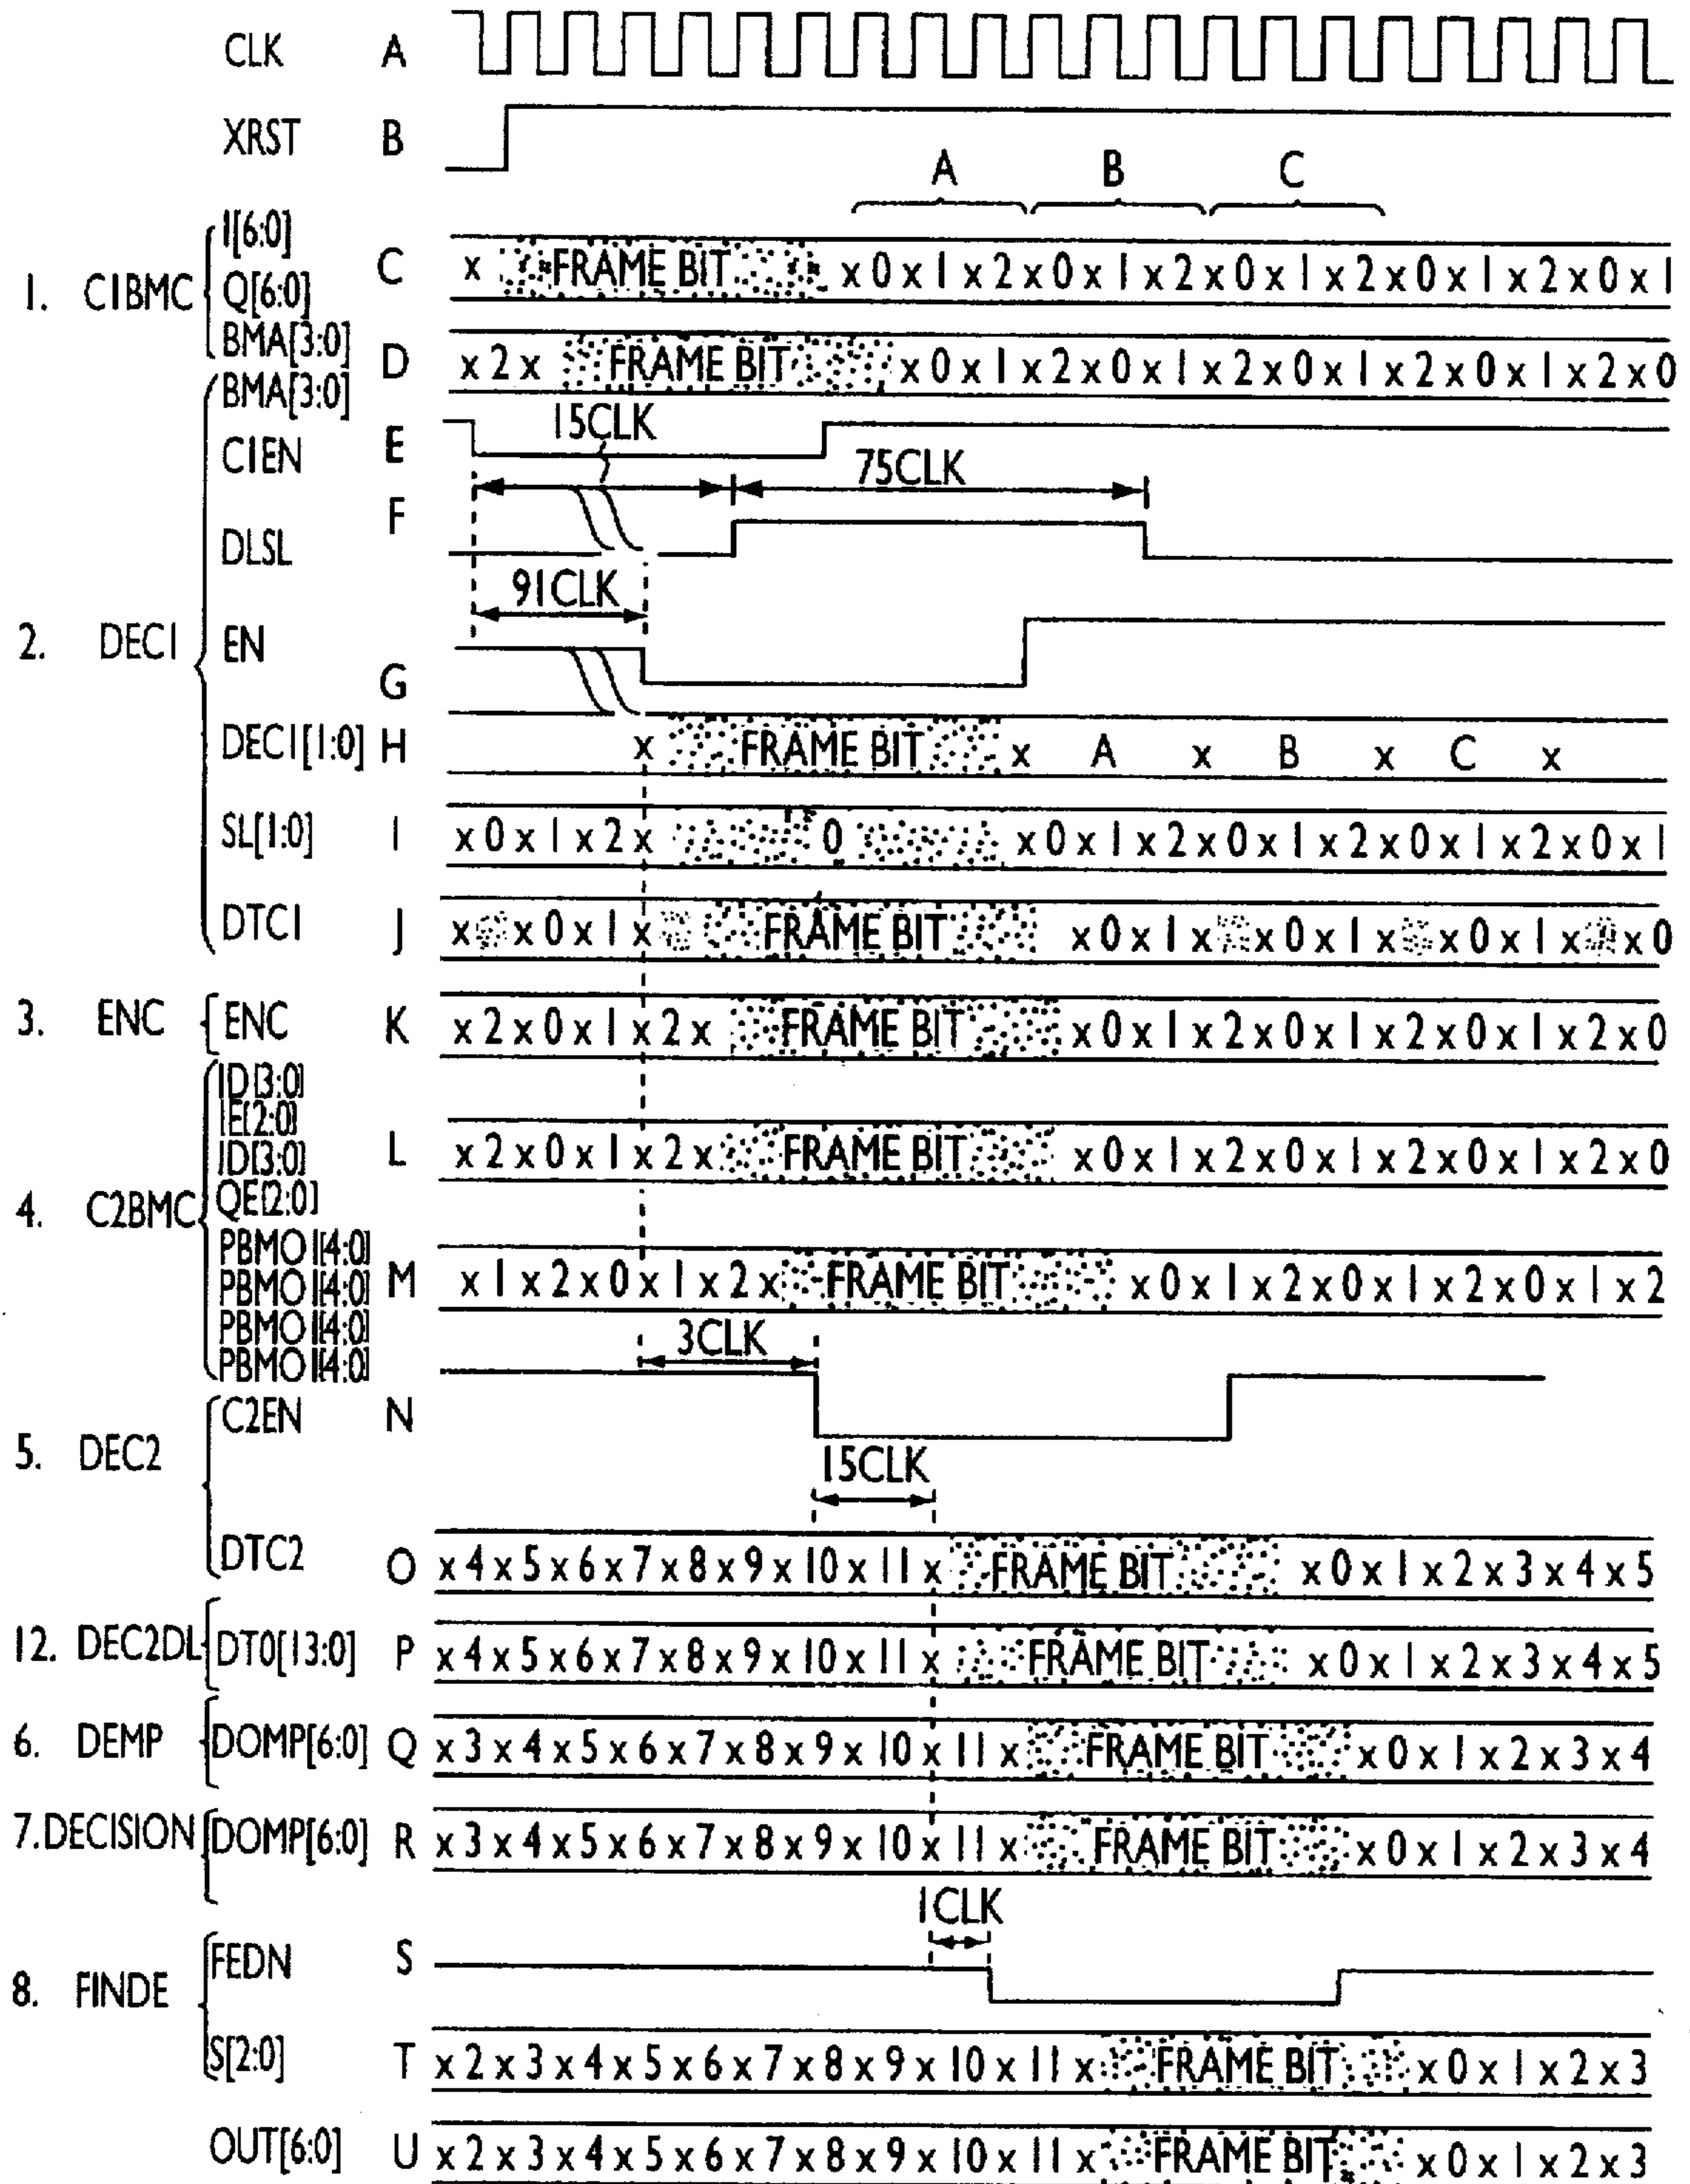 CLK A
XRST B
A B C
1. C1BMC I[6:0] Q[6:0] C x FRAME BIT x 0 x 1 x 2 x 0 x 1 x 2 x 0 x 1 x 2 x 0 x 1 x 2 x 0 x 1
BMA[3:0] D x 2 x FRAME BIT x 0 x 1 x 2 x 0 x 1 x 2 x 0 x 1 x 2 x 0 x 1 x 2 x 0
BMA[3:0]
15CLK
C1EN E
75CLK
F
DLSL
91CLK
2. DEC1 EN
G
DEC1[1:0] H x FRAME BIT x A x B x C x
SL[1:0] I x 0 x 1 x 2 x 0 x 0 x 1 x 2 x 0 x 1 x 2 x 0 x 1 x 2 x 0 x 1
DTC1 J x x 0 x 1 x FRAME BIT x 0 x 1 x x 0 x 1 x x 0 x 1 x x 0
3. ENC ENC K x 2 x 0 x 1 x 2 x FRAME BIT x 0 x 1 x 2 x 0 x 1 x 2 x 0 x 1 x 2 x 0
ID[3:0]
IE[2:0]
ID[3:0] L x 2 x 0 x 1 x 2 x FRAME BIT x 0 x 1 x 2 x 0 x 1 x 2 x 0 x 1 x 2 x 0
4. C2BMC QE[2:0]
PBMO1[4:0]
PBMO1[4:0] M x 1 x 2 x 0 x 1 x 2 x FRAME BIT x 0 x 1 x 2 x 0 x 1 x 2 x 0 x 1 x 2
PBMO1[4:0]
3CLK
PBMO1[4:0]
C2EN N
5. DEC2
15CLK
DTC2 O x 4 x 5 x 6 x 7 x 8 x 9 x 10 x 11 x FRAME BIT x 0 x 1 x 2 x 3 x 4 x 5
12. DEC2DL DT0[13:0] P x 4 x 5 x 6 x 7 x 8 x 9 x 10 x 11 x FRAME BIT x 0 x 1 x 2 x 3 x 4 x 5
6. DEMP DOMP[6:0] Q x 3 x 4 x 5 x 6 x 7 x 8 x 9 x 10 x 11 x FRAME BIT x 0 x 1 x 2 x 3 x 4
7. DECISION DOMP[6:0] R x 3 x 4 x 5 x 6 x 7 x 8 x 9 x 10 x 11 x FRAME BIT x 0 x 1 x 2 x 3 x 4
1CLK
FEDN S
8. FINDE
S[2:0] T x 2 x 3 x 4 x 5 x 6 x 7 x 8 x 9 x 10 x 11 x FRAME BIT x 0 x 1 x 2 x 3
OUT[6:0] U x 2 x 3 x 4 x 5 x 6 x 7 x 8 x 9 x 10 x 11 x FRAME BIT x 0 x 1 x 2 x 3